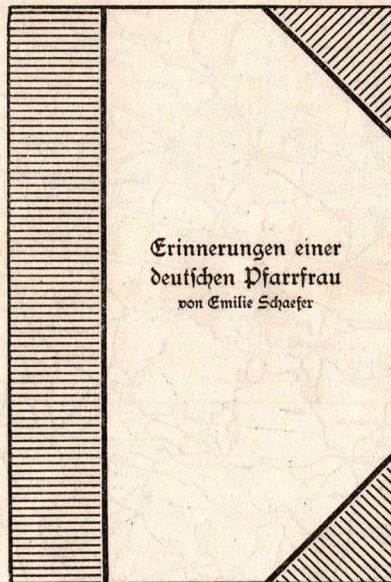 Erinnerungen einer
deutſchen Pfarrfrau
von Emilie Schaefer